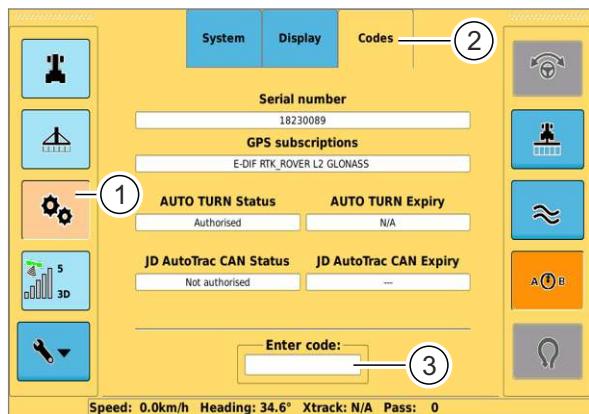 System Display Codes
2
Serial number
18230089
GPS subscriptions
E-DIF RTK_ROVER L2 GLONASS
1
AUTO TURN Status AUTO TURN Expiry
Authorised N/A
JD AutoTrac CAN Status JD AutoTrac CAN Expiry
Not authorised ---
5
3D
A B
Enter code:
3
Speed: 0.0km/h Heading: 34.6° Xtrack: N/A Pass: 0